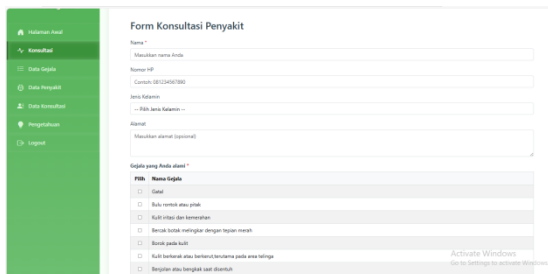 Halaman Awal
Konsultasi
Data Gejala
Data Penyakit
Data Konsultasi
Pengetahuan
Logout
Form Konsultasi Penyakit
Nama *
Masukkan nama Anda
Nomor HP
Contoh: 081234567890
Jenis Kelamin
-- Pilih Jenis Kelamin --
Alamat
Masukkan alamat (opsional)
Gejala yang Anda alami *
Pilih Nama Gejala
Gatal
Bulu rontok atau pitak
Kulit iritasi dan kemerahan
Bercak botak melingkar dengan tepian merah
Borok pada kulit
Kulit berkerak atau berkerut,terutama pada area telinga
Benjolan atau bengkak saat disentuh
Activate Windows
Go to Settings to activate Windows.